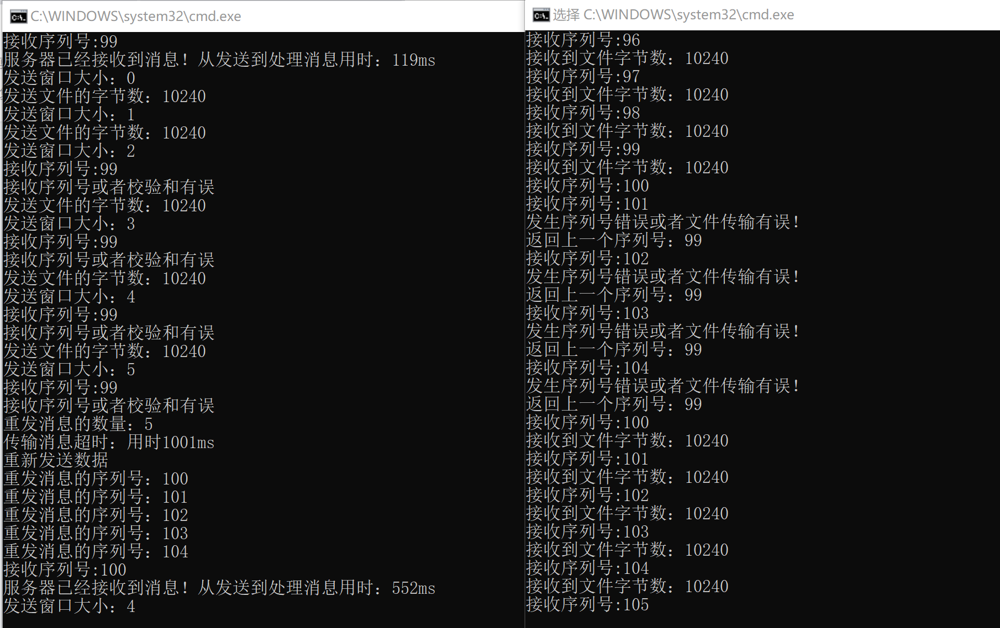 C:\WINDOWS\system32\cmd.exe
接收序列号:99
服务器已经接收到消息！从发送到处理消息用时：119ms
发送窗口大小：0
发送文件的字节数：10240
发送窗口大小：1
发送文件的字节数：10240
发送窗口大小：2
接收序列号:99
接收序列号或者校验和有误
发送文件的字节数：10240
发送窗口大小：3
接收序列号:99
接收序列号或者校验和有误
发送文件的字节数：10240
发送窗口大小：4
接收序列号:99
接收序列号或者校验和有误
发送文件的字节数：10240
发送窗口大小：5
接收序列号:99
接收序列号或者校验和有误
重发消息的数量：5
传输消息超时：用时1001ms
重新发送数据
重发消息的序列号：100
重发消息的序列号：101
重发消息的序列号：102
重发消息的序列号：103
重发消息的序列号：104
接收序列号:100
服务器已经接收到消息！从发送到处理消息用时：552ms
发送窗口大小：4
选择 C:\WINDOWS\system32\cmd.exe
接收序列号:96
接收到文件字节数：10240
接收序列号:97
接收到文件字节数：10240
接收序列号:98
接收到文件字节数：10240
接收序列号:99
接收到文件字节数：10240
接收序列号:100
接收序列号:101
发生序列号错误或者文件传输有误！
返回上一个序列号：99
接收序列号:102
发生序列号错误或者文件传输有误！
返回上一个序列号：99
接收序列号:103
发生序列号错误或者文件传输有误！
返回上一个序列号：99
接收序列号:104
发生序列号错误或者文件传输有误！
返回上一个序列号：99
接收序列号:100
接收到文件字节数：10240
接收序列号:101
接收到文件字节数：10240
接收序列号:102
接收到文件字节数：10240
接收序列号:103
接收到文件字节数：10240
接收序列号:104
接收到文件字节数：10240
接收序列号:105